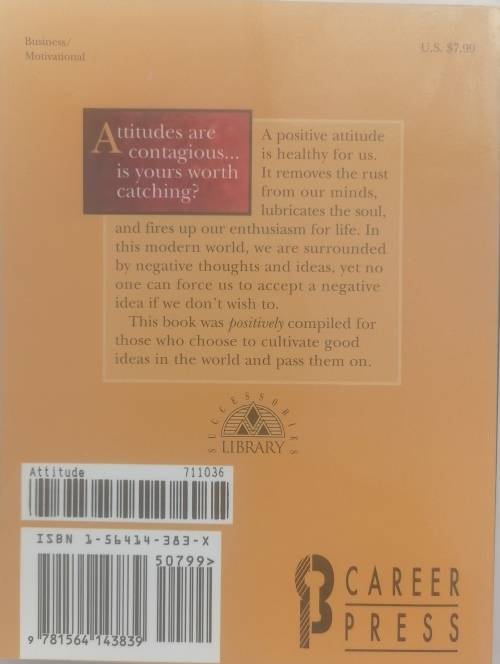 Business/
Motivational
U.S. $7.99
Attitudes are
contagious...
is yours worth
catching?
A positive attitude
is healthy for us.
It removes the rust
from our minds,
lubricates the soul,
and fires up our enthusiasm for life. In
this modern world, we are surrounded
by negative thoughts and ideas, yet no
one can force us to accept a negative
idea if we don't wish to.
This book was positively compiled for
those who choose to cultivate good
ideas in the world and pass them on.
SUCCESSORIES
LIBRARY
Attitude 711036
ISBN 1-56414-383-X
50799>
9 781564 143839
CAREER
PRESS